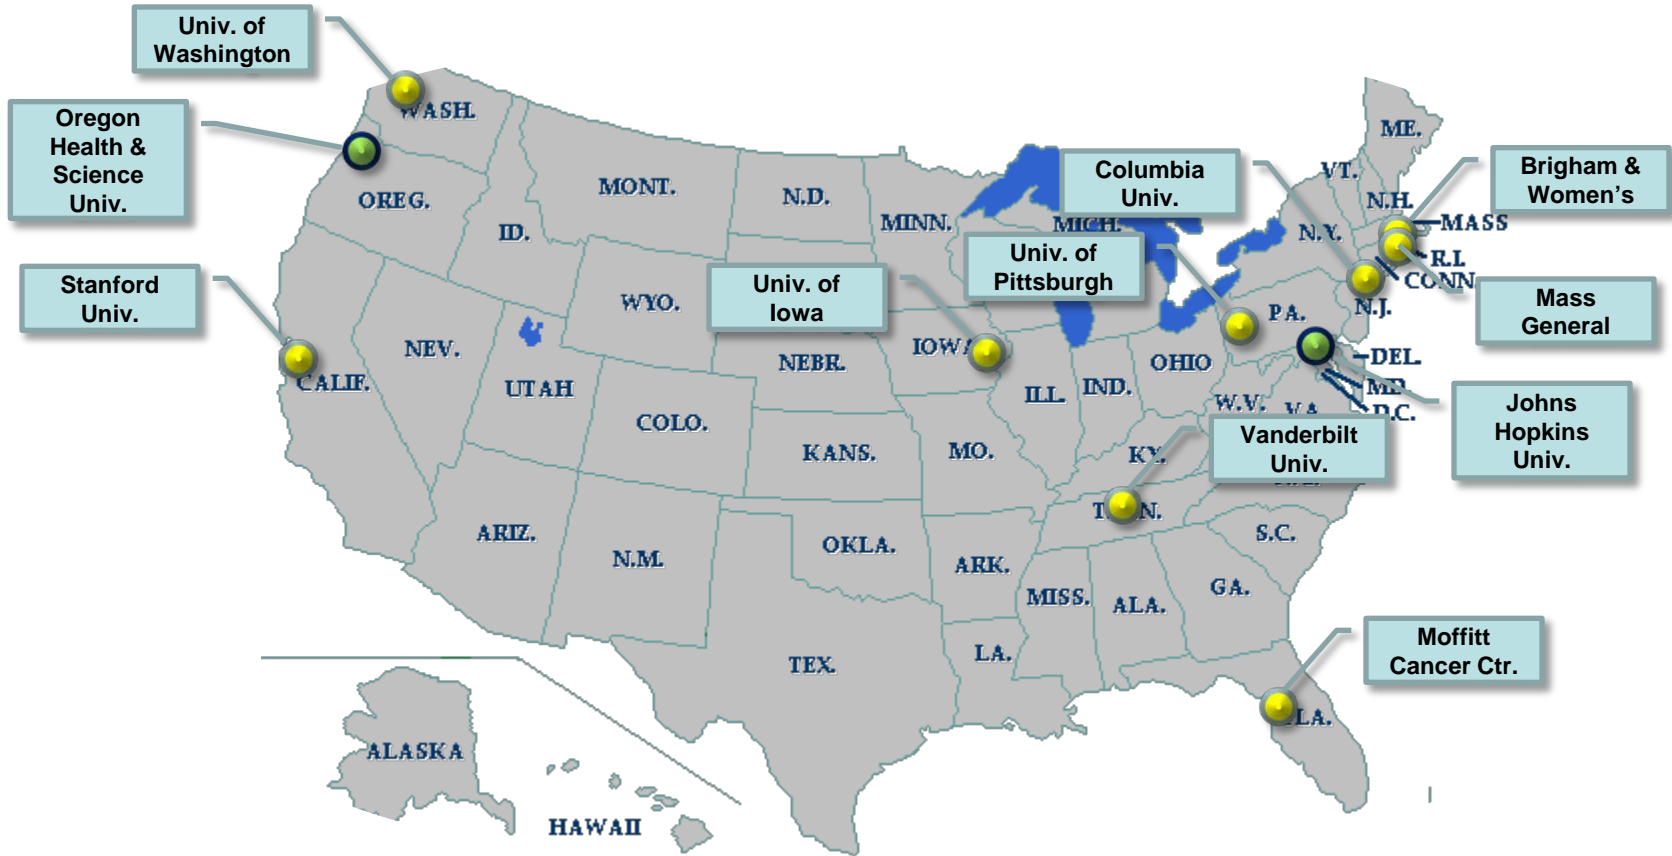 Univ. of
Washington
Oregon
Health &
Science
Univ.
Stanford
Univ.
Univ. of
Iowa
Univ. of
Pittsburgh
Columbia
Univ.
Brigham &
Women's
Mass
General
Johns
Hopkins
Univ.
Vanderbilt
Univ.
Moffitt
Cancer Ctr.
WASH.
OREG.
CALIF.
NEV.
ID.
MONT.
WYO.
UTAH
ARIZ.
COLO.
N.M.
N.D.
NEBR.
KANS.
OKLA.
TEX.
MINN.
IOWA
MO.
ARK.
LA.
MICH.
ILL.
IND.
OHIO
KY.
MISS.
ALA.
GA.
S.C.
W.V.
VA.
PA.
N.Y.
VT.
N.H.
ME.
MASS
R.I.
CONN.
N.J.
DEL.
MD.
D.C.
ALASKA
HAWAII